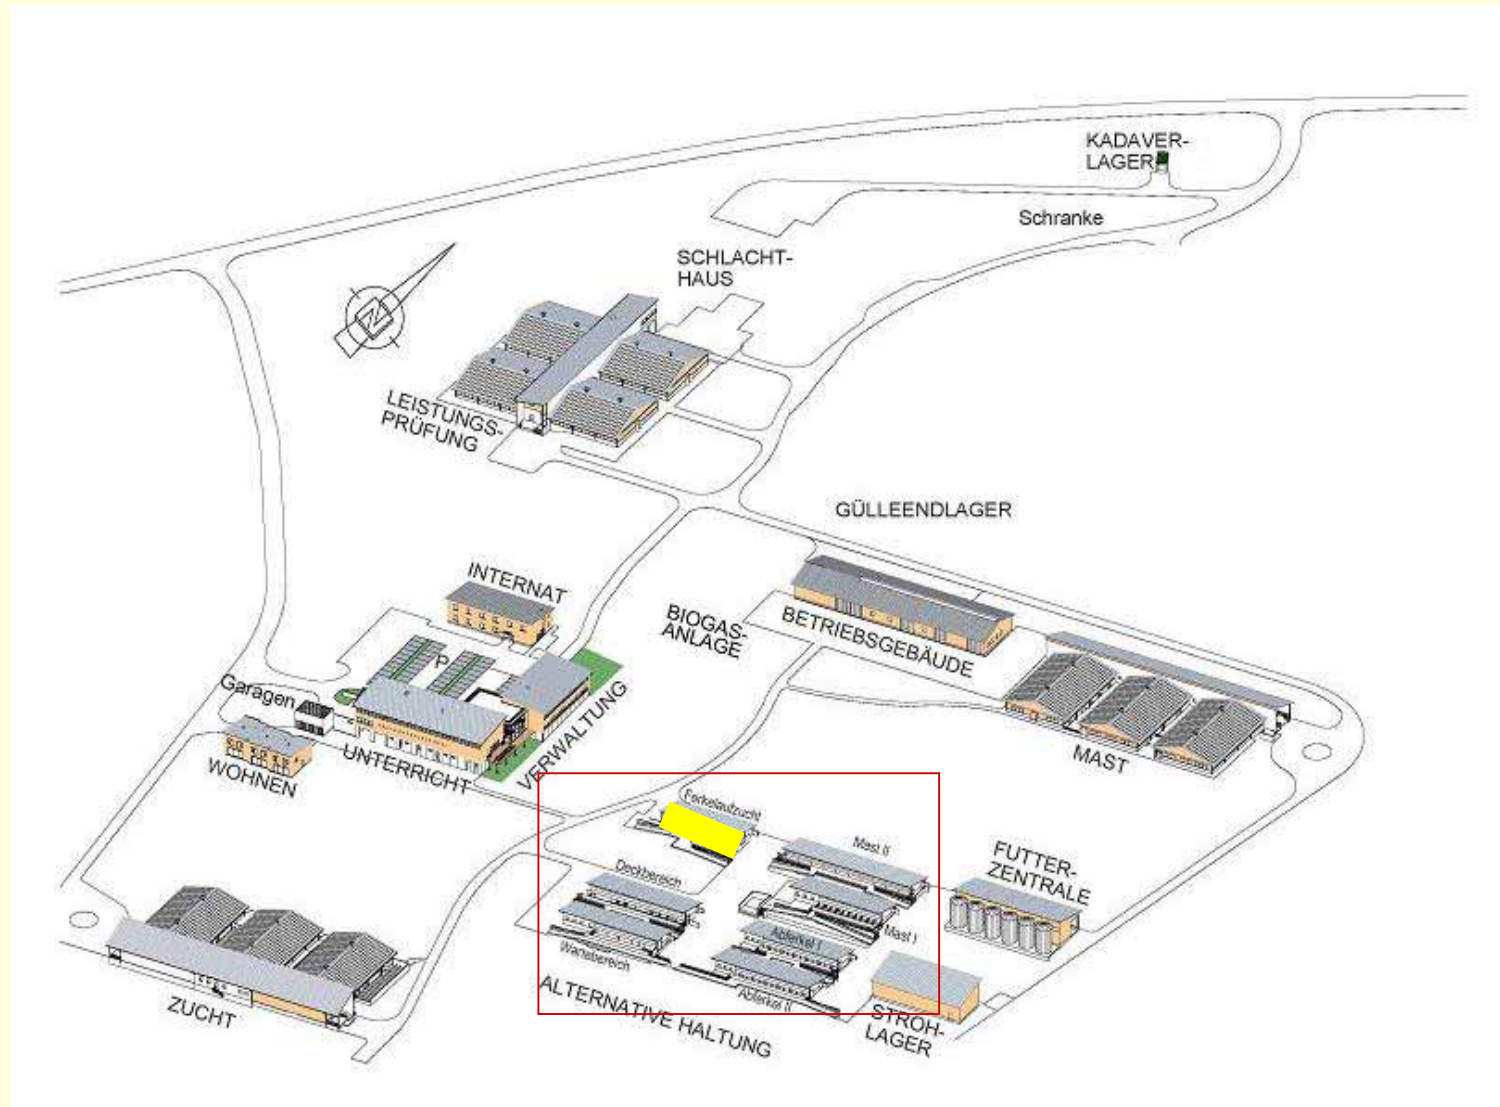 KADAVER-
LAGER
Schranke
SCHLACHT-
HAUS
LEISTUNGS-
PRÜFUNG
GÜLLEENDLAGER
INTERNAT
BIOGAS-
ANLAGE
BETRIEBSGEBÄUDE
P
Garagen
VERWALTUNG
UNTERRICHT
WOHNEN
MAST
Ferkelaufzucht
Mast II
FUTTER-
ZENTRALE
Deckbereich
Mast I
Abferkel I
Wartebereich
Abferkel II
ALTERNATIVE HALTUNG
STROH-
LAGER
ZUCHT